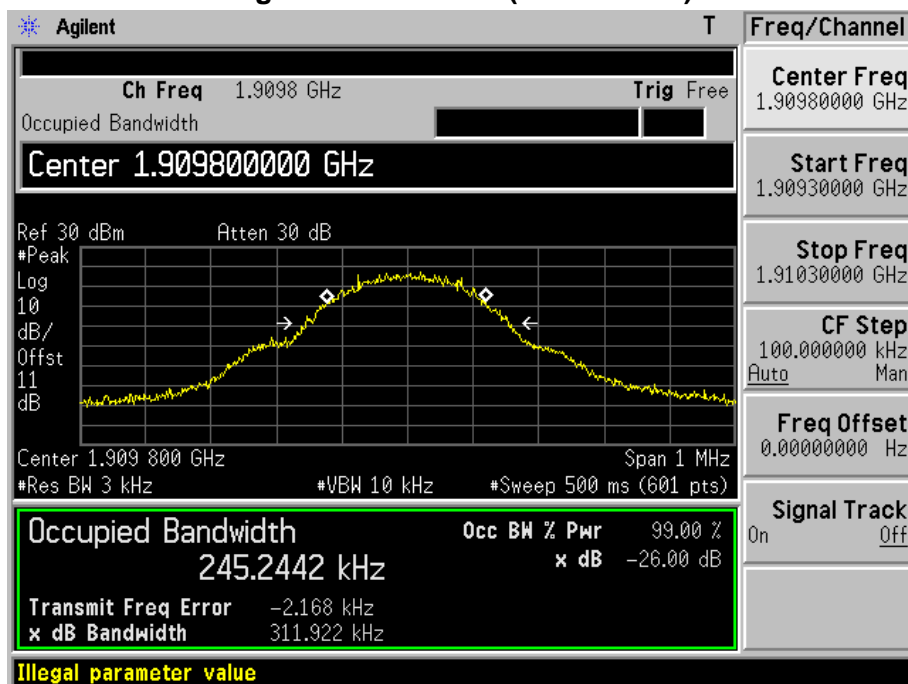 Agilent T
Ch Freq 1.9098 GHz Trig Free
Occupied Bandwidth
Center 1.909800000 GHz
Ref 30 dBm Atten 30 dB
#Peak
Log
10
dB/
Offst
11
dB
Center 1.909 800 GHz Span 1 MHz
#Res BW 3 kHz #VBW 10 kHz #Sweep 500 ms (601 pts)
Occupied Bandwidth Occ BW % Pwr 99.00 %
245.2442 kHz x dB -26.00 dB
Transmit Freq Error -2.168 kHz
x dB Bandwidth 311.922 kHz
Illegal parameter value
Freq/Channel
Center Freq
1.90980000 GHz
Start Freq
1.90930000 GHz
Stop Freq
1.91030000 GHz
CF Step
100.000000 kHz
Auto Man
Freq Offset
0.00000000 Hz
Signal Track
On Off